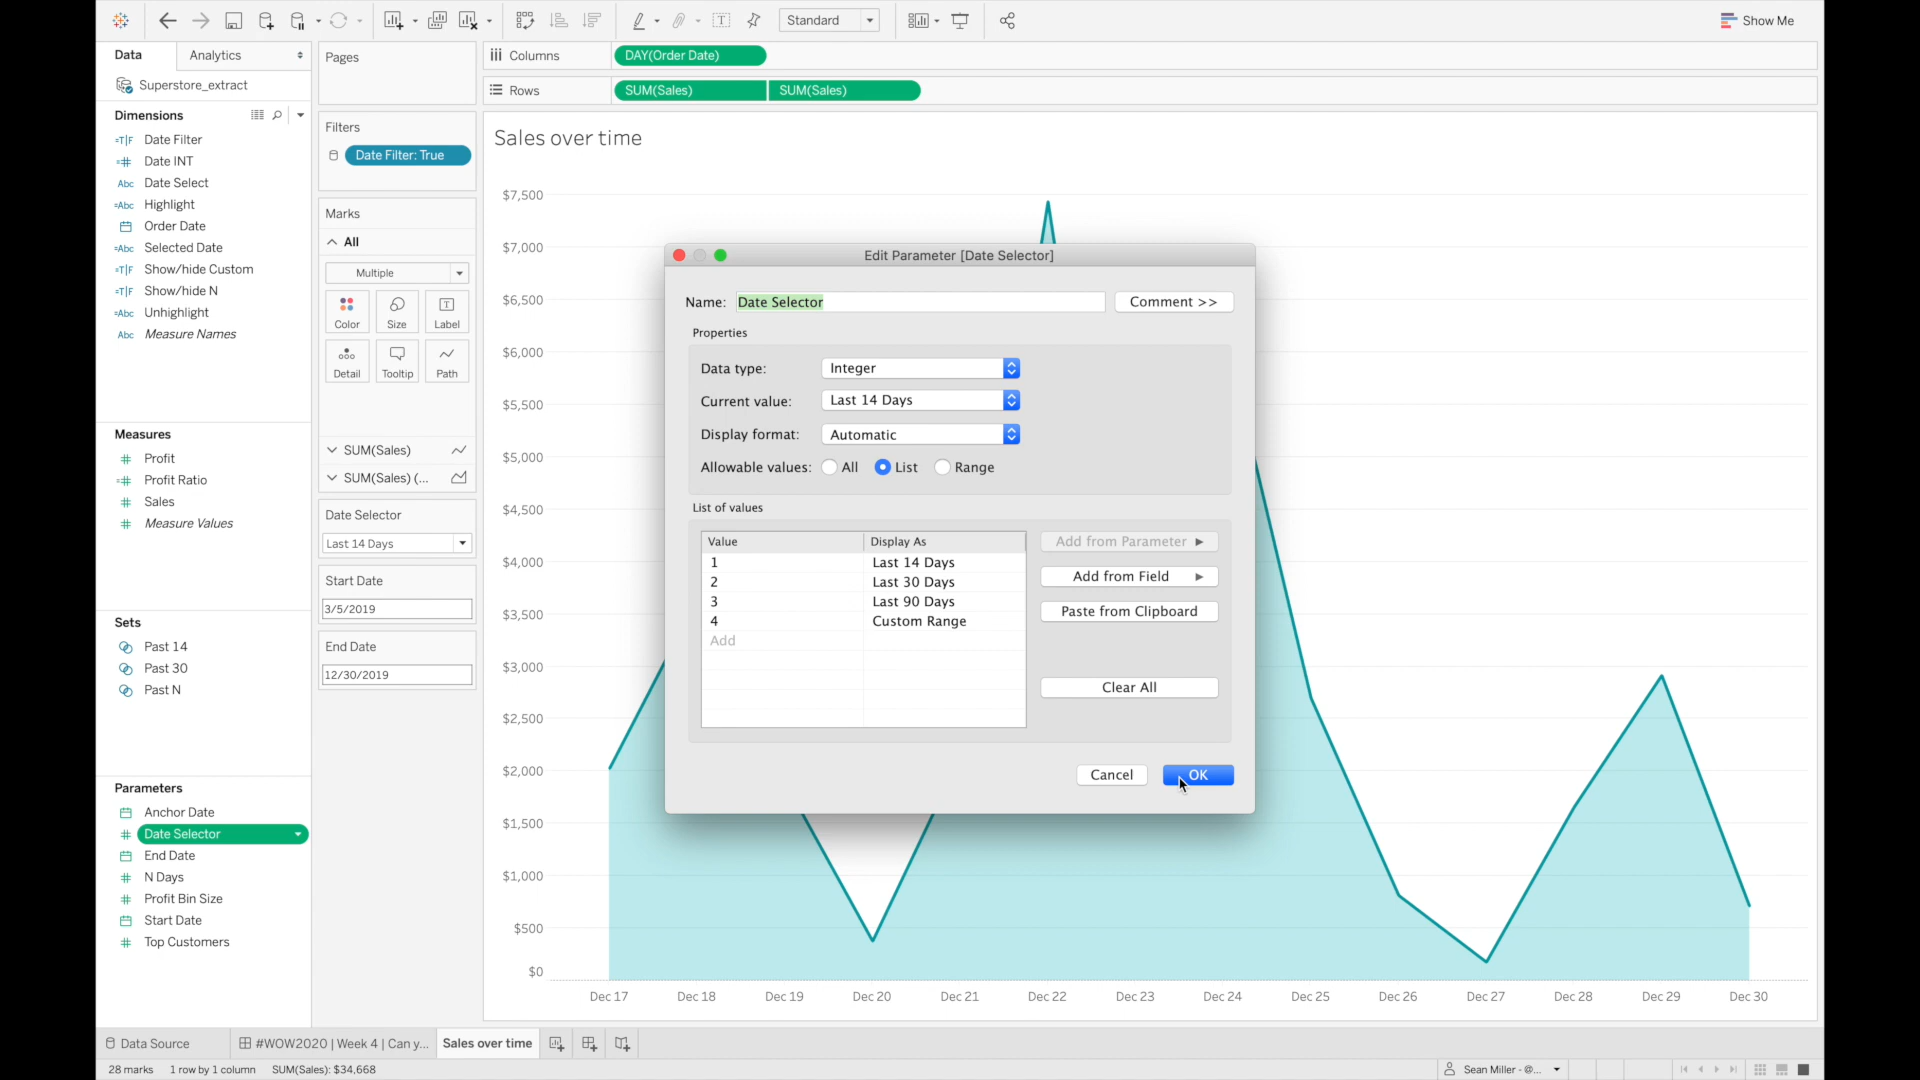 Standard
Show Me
Data
Analytics
Superstore_extract
Dimensions
=T|F Date Filter
=# Date INT
Abc Date Select
=Abc Highlight
Order Date
=Abc Selected Date
=T|F Show/hide Custom
=T|F Show/hide N
=Abc Unhighlight
Abc Measure Names
Measures
# Profit
=# Profit Ratio
# Sales
# Measure Values
Sets
Past 14
Past 30
Past N
Parameters
Anchor Date
# Date Selector
End Date
# N Days
# Profit Bin Size
Start Date
# Top Customers
Pages
Filters
Date Filter: True
Marks
All
Multiple
Color Size Label
Detail Tooltip Path
SUM(Sales)
SUM(Sales) (...
Date Selector
Last 14 Days
Start Date
3/5/2019
End Date
12/30/2019
Columns DAY(Order Date)
Rows SUM(Sales) SUM(Sales)
Sales over time
$7,500
$7,000
$6,500
$6,000
$5,500
$5,000
$4,500
$4,000
$3,500
$3,000
$2,500
$2,000
$1,500
$1,000
$500
$0
Dec 17 Dec 18 Dec 19 Dec 20 Dec 21 Dec 22 Dec 23 Dec 24 Dec 25 Dec 26 Dec 27 Dec 28 Dec 29 Dec 30
Edit Parameter [Date Selector]
Name: Date Selector Comment >>
Properties
Data type: Integer
Current value: Last 14 Days
Display format: Automatic
Allowable values: All List Range
List of values
Value Display As
1 Last 14 Days
2 Last 30 Days
3 Last 90 Days
4 Custom Range
Add
Add from Parameter
Add from Field
Paste from Clipboard
Clear All
Cancel OK
Data Source #WOW2020 | Week 4 | Can y... Sales over time
28 marks 1 row by 1 column SUM(Sales): $34,668 Sean Miller - @...